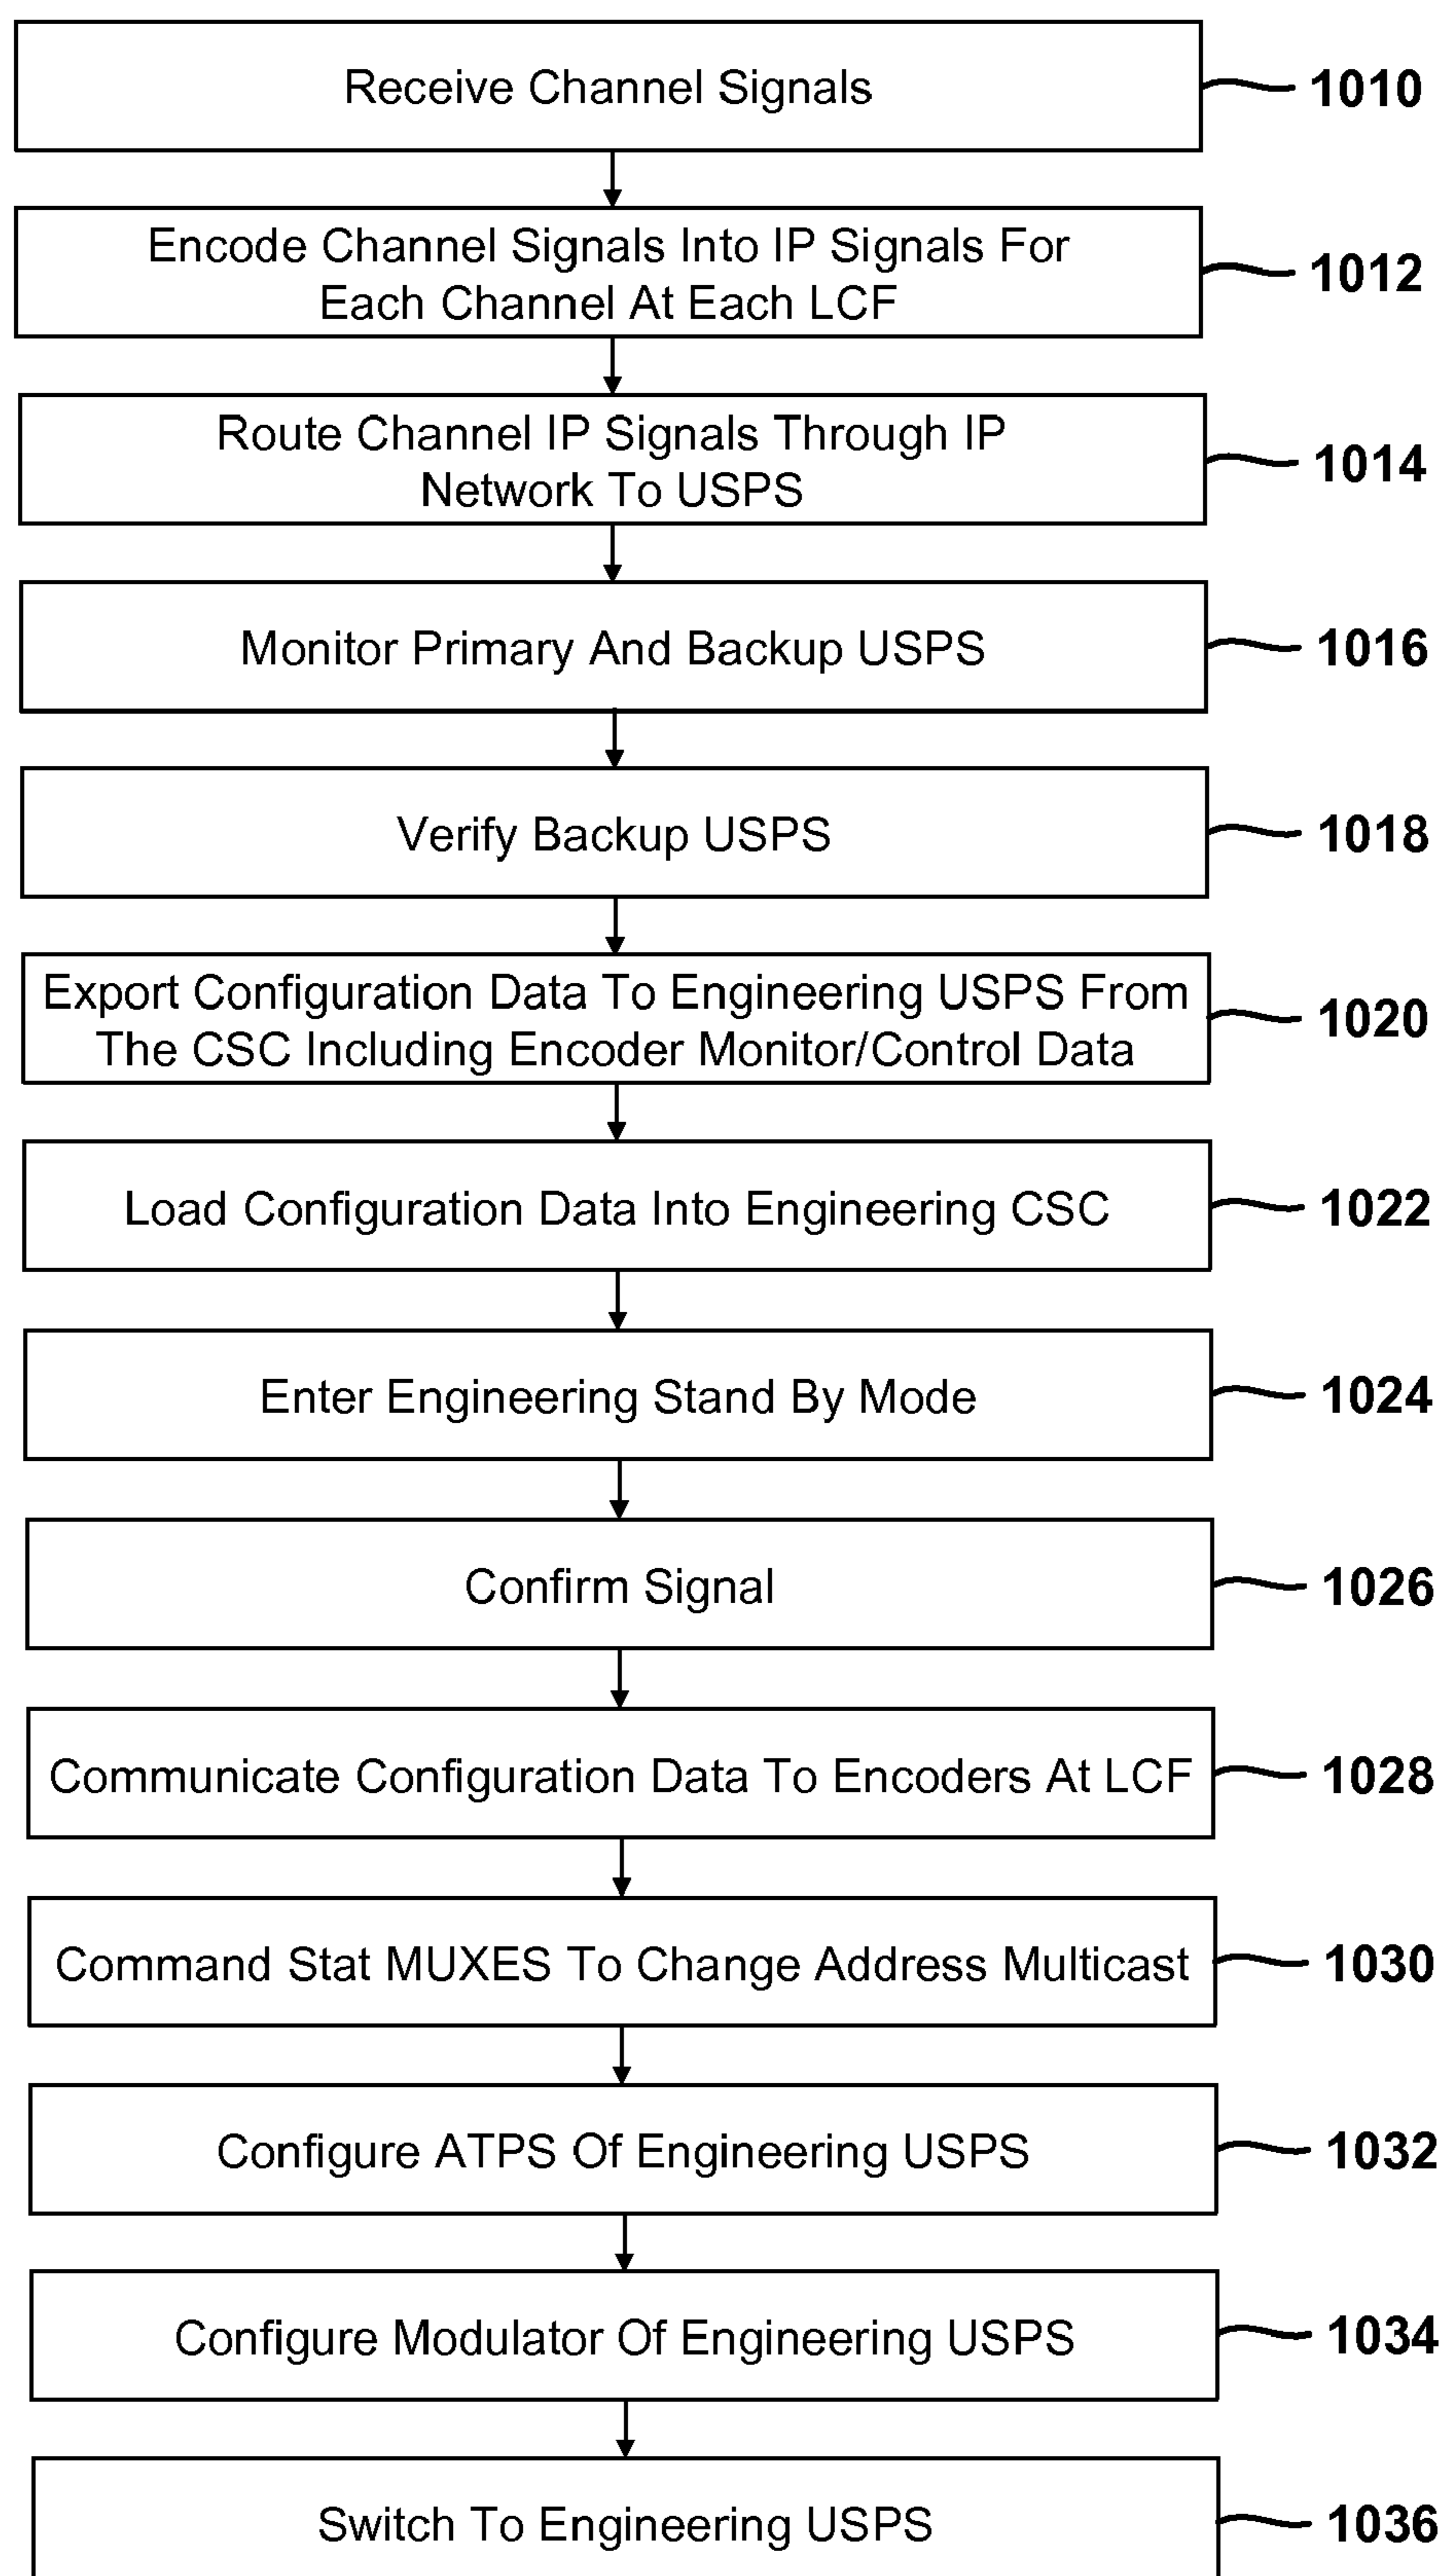 Receive Channel Signals
1010
Encode Channel Signals Into IP Signals For
Each Channel At Each LCF
1012
Route Channel IP Signals Through IP
Network To USPS
1014
Monitor Primary And Backup USPS
1016
Verify Backup USPS
1018
Export Configuration Data To Engineering USPS From
The CSC Including Encoder Monitor/Control Data
1020
Load Configuration Data Into Engineering CSC
1022
Enter Engineering Stand By Mode
1024
Confirm Signal
1026
Communicate Configuration Data To Encoders At LCF
1028
Command Stat MUXES To Change Address Multicast
1030
Configure ATPS Of Engineering USPS
1032
Configure Modulator Of Engineering USPS
1034
Switch To Engineering USPS
1036